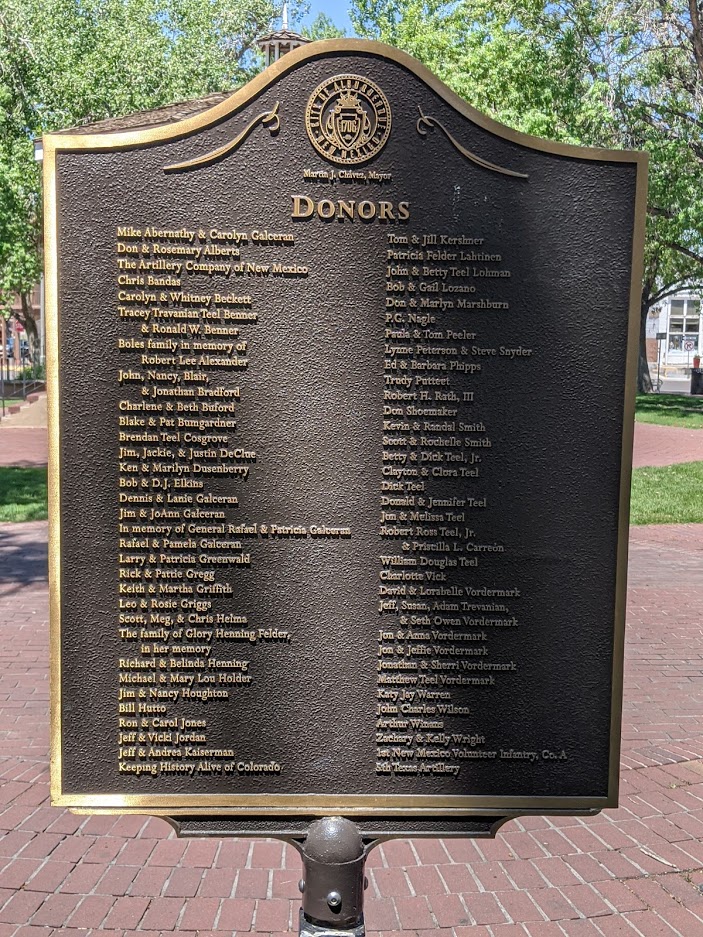 CITY OF ALBUQUERQUE
1706
NEW MEXICO
Martin J. Chávez, Mayor
DONORS
Mike Abernathy & Carolyn Galceran
Don & Rosemary Alberts
The Artillery Company of New Mexico
Chris Bandas
Carolyn & Whitney Beckett
Tracey Travanian Teel Benner
& Ronald W. Benner
Boles family in memory of
Robert Lee Alexander
John, Nancy, Blair,
& Jonathan Bradford
Charlene & Beth Buford
Blake & Pat Bumgardner
Brendan Teel Cosgrove
Jim, Jackie, & Justin DeClue
Ken & Marilyn Dusenberry
Bob & D.J. Elkins
Dennis & Lanie Galceran
Jim & JoAnn Galceran
In memory of General Rafael & Patricia Galceran
Rafael & Pamela Galceran
Larry & Patricia Greenwald
Rick & Pattie Gregg
Keith & Martha Griffith
Leo & Rosie Griggs
Scott, Meg, & Chris Helma
The family of Glory Henning Felder,
in her memory
Richard & Belinda Henning
Michael & Mary Lou Holder
Jim & Nancy Houghton
Bill Hutto
Ron & Carol Jones
Jeff & Vicki Jordan
Jeff & Andrea Kaiserman
Keeping History Alive of Colorado
Tom & Jill Kershner
Patricia Felder Lahtinen
John & Betty Teel Lohman
Bob & Gail Lozano
Don & Marlyn Marshburn
P.G. Nagle
Paula & Tom Peeler
Lynne Peterson & Steve Snyder
Ed & Barbara Phipps
Trudy Putteet
Robert H. Rath, III
Don Shoemaker
Kevin & Randal Smith
Scott & Rochelle Smith
Betty & Dick Teel, Jr.
Clayton & Clora Teel
Dick Teel
Donald & Jennifer Teel
Jon & Melissa Teel
Robert Ross Teel, Jr.
& Priscilla L. Carreón
William Douglas Teel
Charlotte Vick
David & Lorabelle Vordermark
Jeff, Susan, Adam Trevanian,
& Seth Owen Vordermark
Jon & Anna Vordermark
Jon & Jeffie Vordermark
Jonathan & Sherri Vordermark
Matthew Teel Vordermark
Katy Jay Warren
John Charles Wilson
Arthur Winans
Zachary & Kelly Wright
1st New Mexico Volunteer Infantry, Co. A
5th Texas Artillery